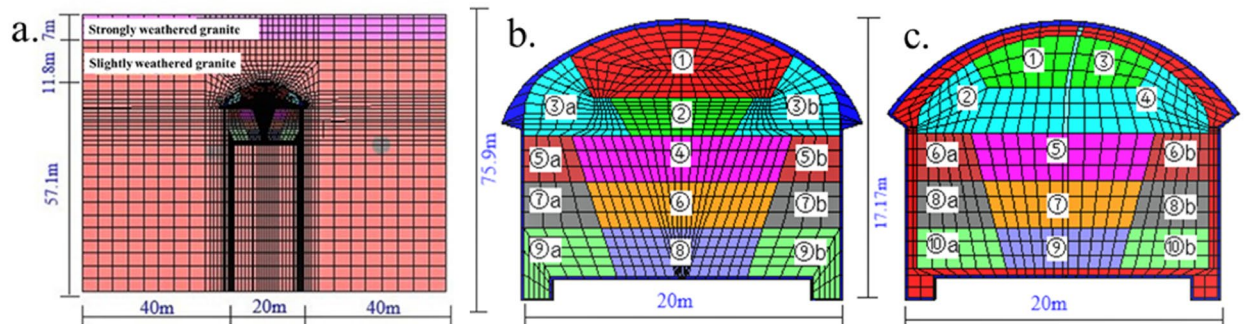 a.
Strongly weathered granite
Slightly weathered granite
7m
11.8m
57.1m
40m
20m
40m
75.9m
b.
①
③a
②
③b
⑤a
④
⑤b
⑦a
⑥
⑦b
⑨a
⑧
⑨b
20m
17.17m
c.
①
③
②
④
⑥a
⑤
⑥b
⑧a
⑦
⑧b
⑩a
⑨
⑩b
20m